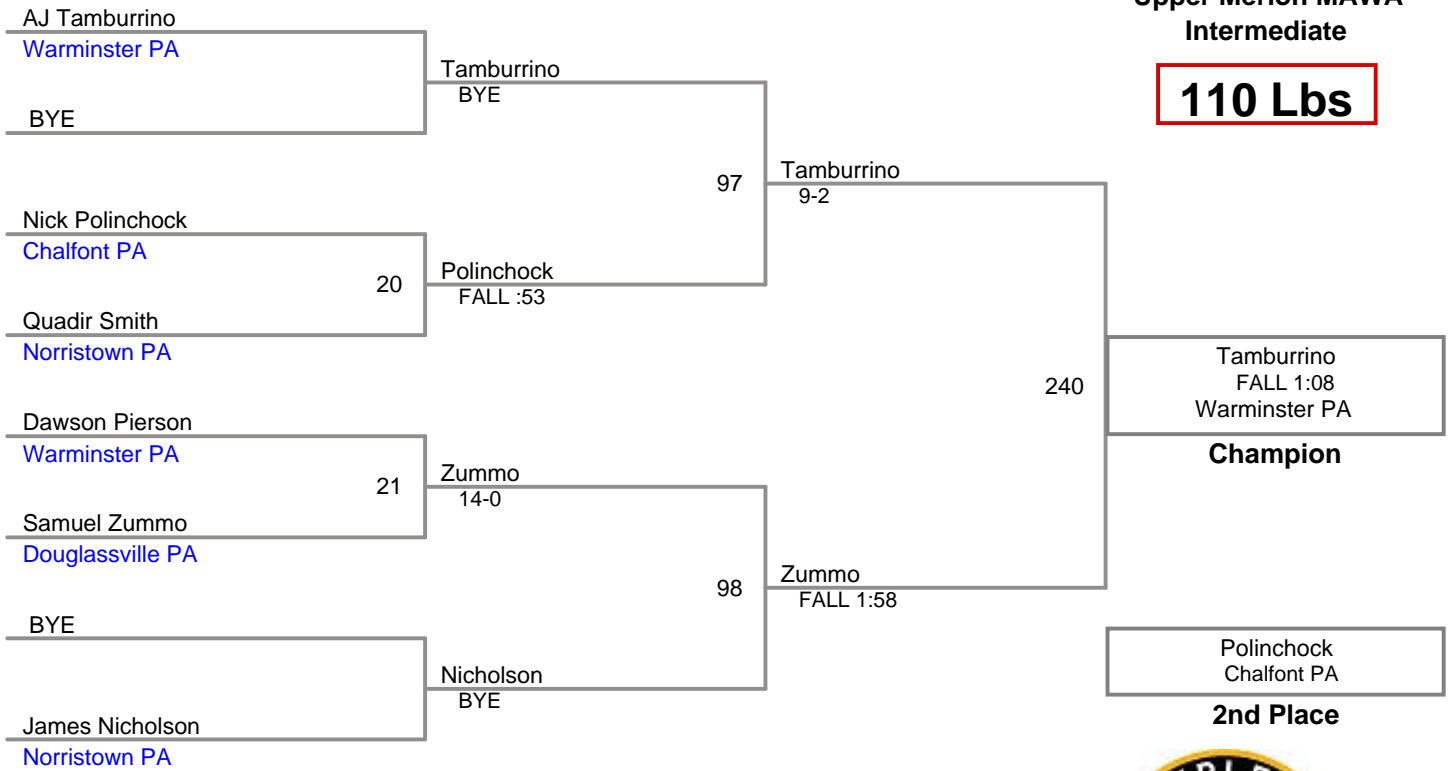 Upper Merion MAWA
Intermediate
110 Lbs
AJ Tamburrino
Warminster PA
BYE
Tamburrino
BYE
Nick Polinchock
Chalfont PA
20
Quadir Smith
Norristown PA
Polinchock
FALL :53
97
Tamburrino
9-2
Dawson Pierson
Warminster PA
21
Samuel Zummo
Douglassville PA
Zummo
14-0
BYE
James Nicholson
Norristown PA
Nicholson
BYE
98
Zummo
FALL 1:58
240
Tamburrino
FALL 1:08
Warminster PA
Champion
Polinchock
Chalfont PA
2nd Place